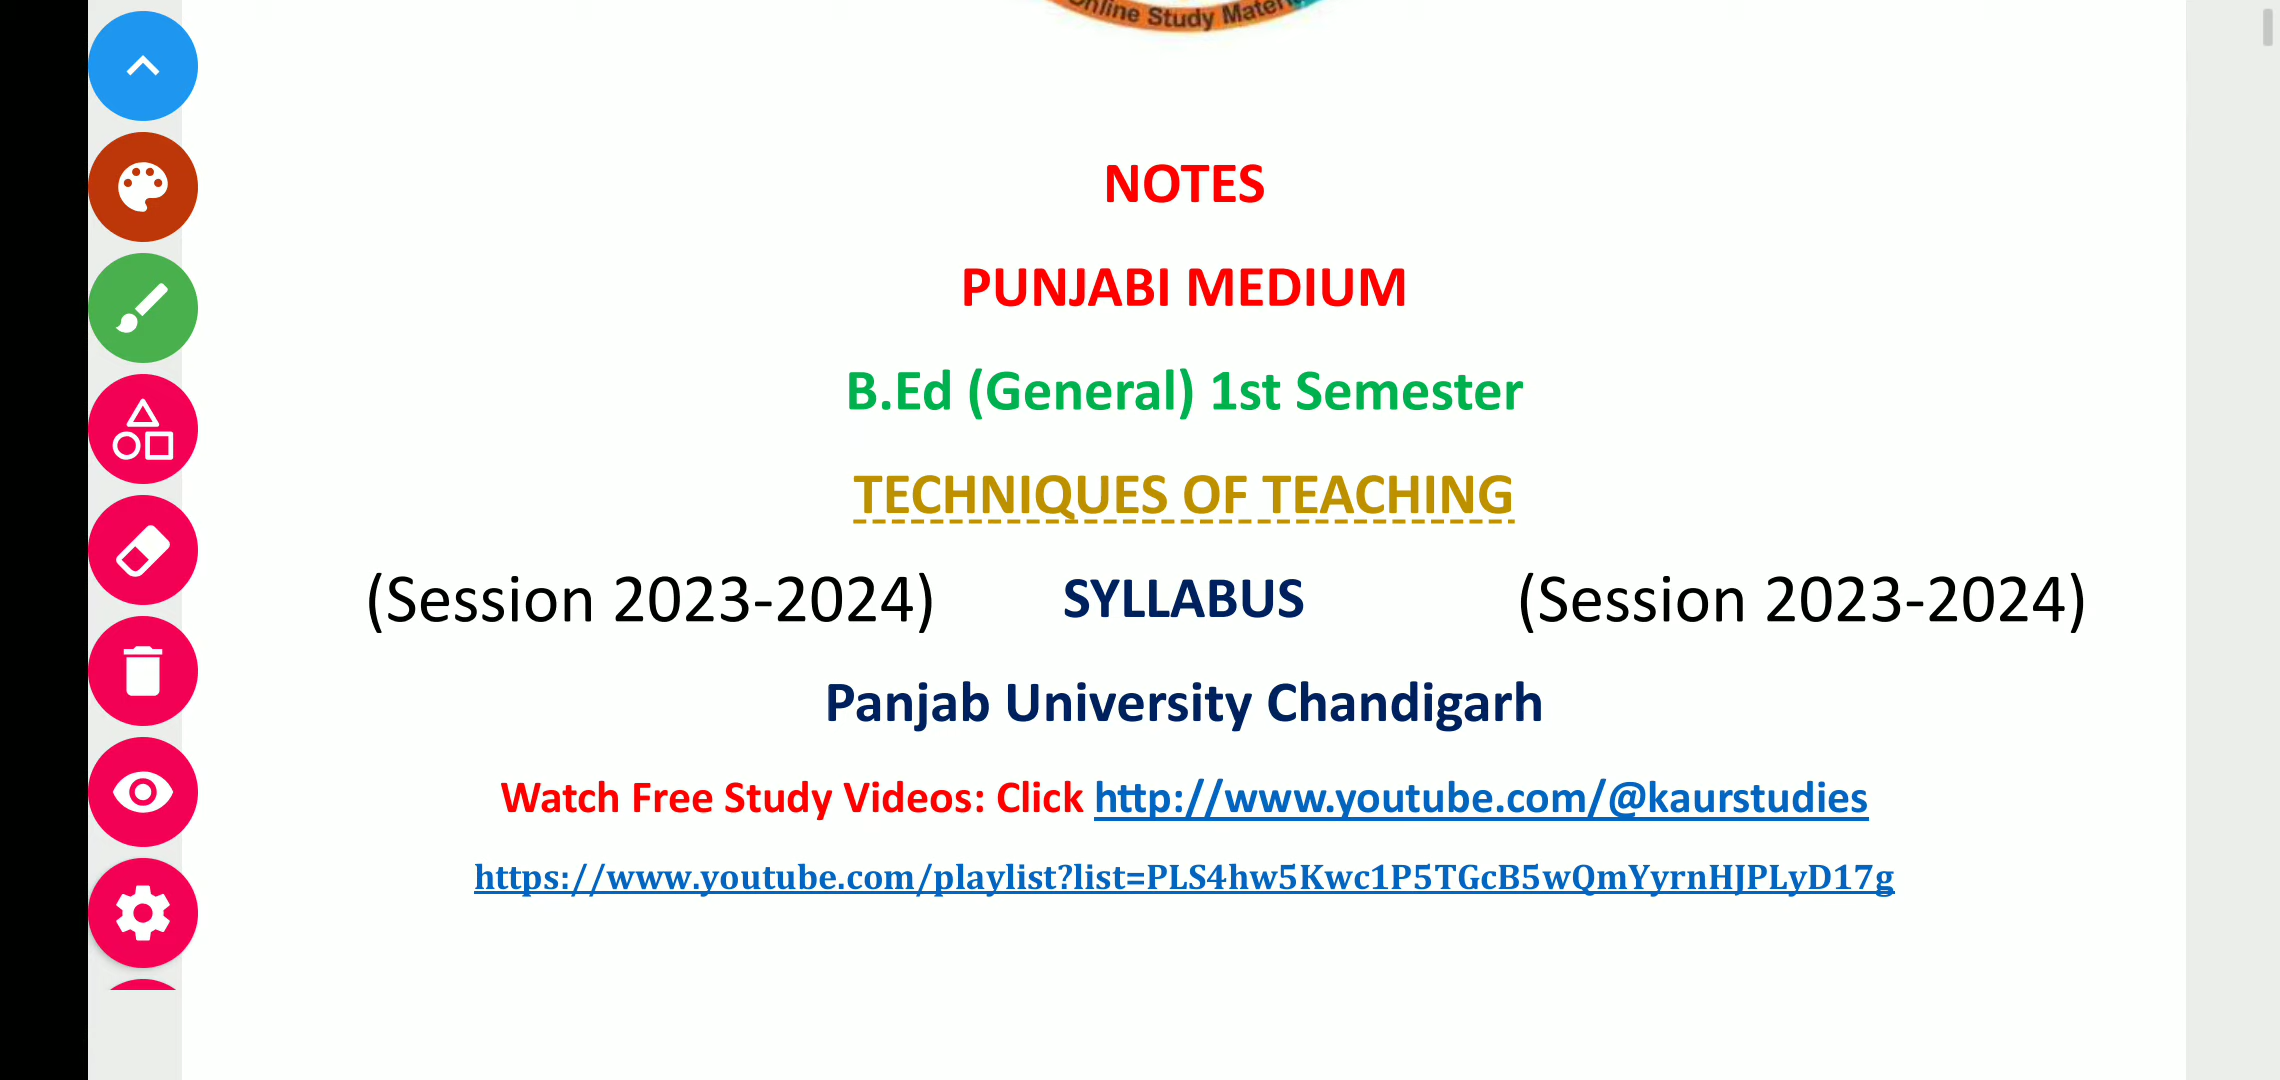 Online Study Mater
NOTES
PUNJABI MEDIUM
B.Ed (General) 1st Semester
TECHNIQUES OF TEACHING
(Session 2023-2024) SYLLABUS (Session 2023-2024)
Panjab University Chandigarh
Watch Free Study Videos: Click http://www.youtube.com/@kaurstudies
https://www.youtube.com/playlist?list=PLS4hw5Kwc1P5TGcB5wQmYyrnHJPLyD17g